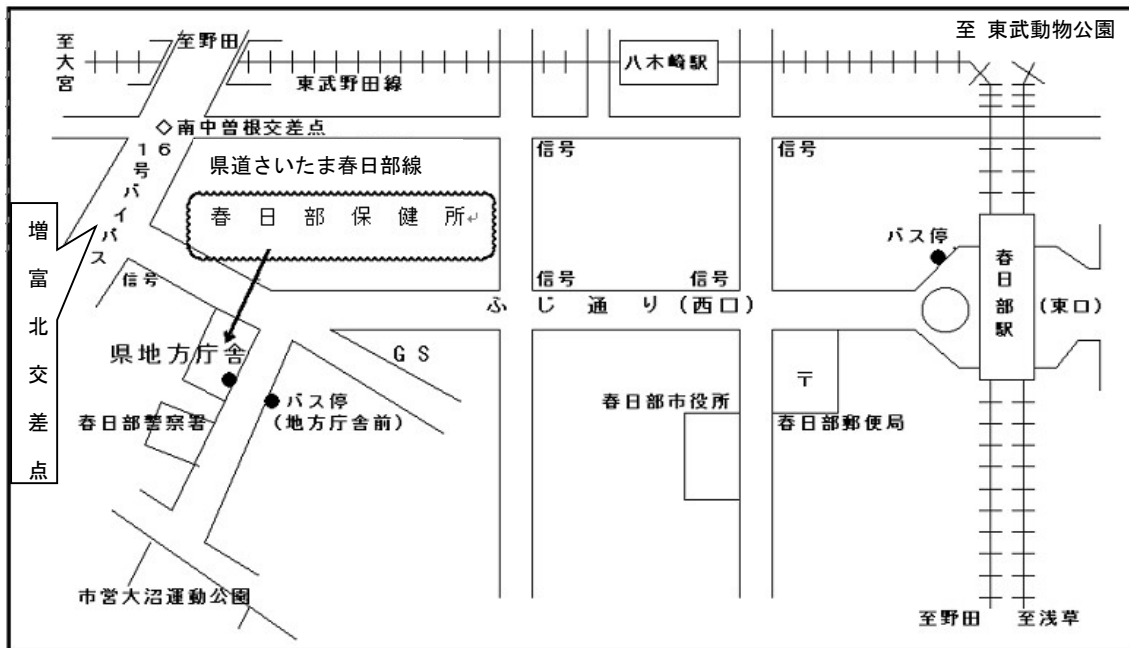 至大宮
至野田
至 東武動物公園
東武野田線
八木崎駅
◇南中曽根交差点
16号バイパス
県道さいたま春日部線
信号
信号
春日部保健所
増富北交差点
バス停
春日部駅
信号
信号
信号
ふじ通り(西口)
(東口)
県地方庁舎
GS
〒
バス停
(地方庁舎前)
春日部警察署
春日部市役所
春日部郵便局
市営大沼運動公園
至野田
至浅草